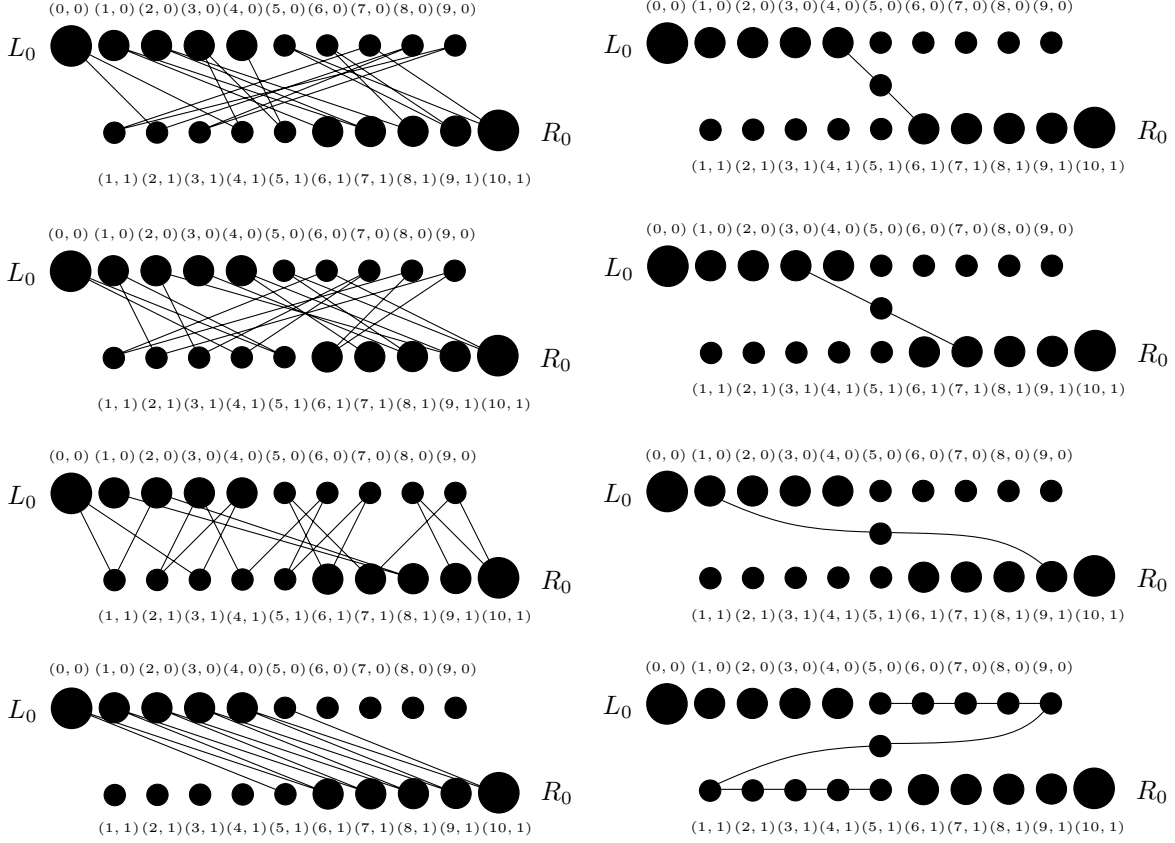 (0, 0) (1, 0) (2, 0) (3, 0) (4, 0) (5, 0) (6, 0) (7, 0) (8, 0) (9, 0)
L₀
R₀
(1, 1) (2, 1) (3, 1) (4, 1) (5, 1) (6, 1) (7, 1) (8, 1) (9, 1) (10, 1)
(0, 0) (1, 0) (2, 0) (3, 0) (4, 0) (5, 0) (6, 0) (7, 0) (8, 0) (9, 0)
L₀
R₀
(1, 1) (2, 1) (3, 1) (4, 1) (5, 1) (6, 1) (7, 1) (8, 1) (9, 1) (10, 1)
(0, 0) (1, 0) (2, 0) (3, 0) (4, 0) (5, 0) (6, 0) (7, 0) (8, 0) (9, 0)
L₀
R₀
(1, 1) (2, 1) (3, 1) (4, 1) (5, 1) (6, 1) (7, 1) (8, 1) (9, 1) (10, 1)
(0, 0) (1, 0) (2, 0) (3, 0) (4, 0) (5, 0) (6, 0) (7, 0) (8, 0) (9, 0)
L₀
R₀
(1, 1) (2, 1) (3, 1) (4, 1) (5, 1) (6, 1) (7, 1) (8, 1) (9, 1) (10, 1)
(0, 0) (1, 0) (2, 0) (3, 0) (4, 0) (5, 0) (6, 0) (7, 0) (8, 0) (9, 0)
L₀
R₀
(1, 1) (2, 1) (3, 1) (4, 1) (5, 1) (6, 1) (7, 1) (8, 1) (9, 1) (10, 1)
(0, 0) (1, 0) (2, 0) (3, 0) (4, 0) (5, 0) (6, 0) (7, 0) (8, 0) (9, 0)
L₀
R₀
(1, 1) (2, 1) (3, 1) (4, 1) (5, 1) (6, 1) (7, 1) (8, 1) (9, 1) (10, 1)
(0, 0) (1, 0) (2, 0) (3, 0) (4, 0) (5, 0) (6, 0) (7, 0) (8, 0) (9, 0)
L₀
R₀
(1, 1) (2, 1) (3, 1) (4, 1) (5, 1) (6, 1) (7, 1) (8, 1) (9, 1) (10, 1)
(0, 0) (1, 0) (2, 0) (3, 0) (4, 0) (5, 0) (6, 0) (7, 0) (8, 0) (9, 0)
L₀
R₀
(1, 1) (2, 1) (3, 1) (4, 1) (5, 1) (6, 1) (7, 1) (8, 1) (9, 1) (10, 1)